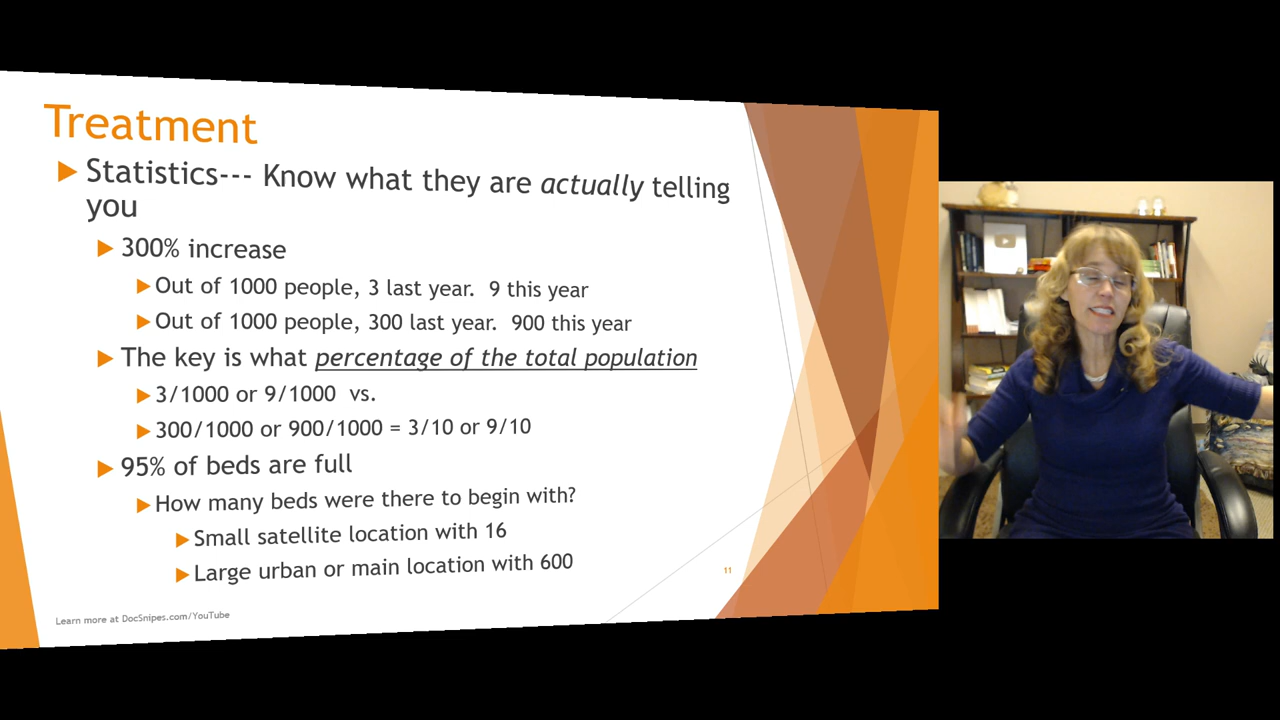 Treatment
Statistics--- Know what they are actually telling
you
300% increase
Out of 1000 people, 3 last year.  9 this year
Out of 1000 people, 300 last year.  900 this year
The key is what percentage of the total population
3/1000 or 9/1000  vs.
300/1000 or 900/1000 = 3/10 or 9/10
95% of beds are full
How many beds were there to begin with?
Small satellite location with 16
Large urban or main location with 600
11
Learn more at DocSnipes.com/YouTube